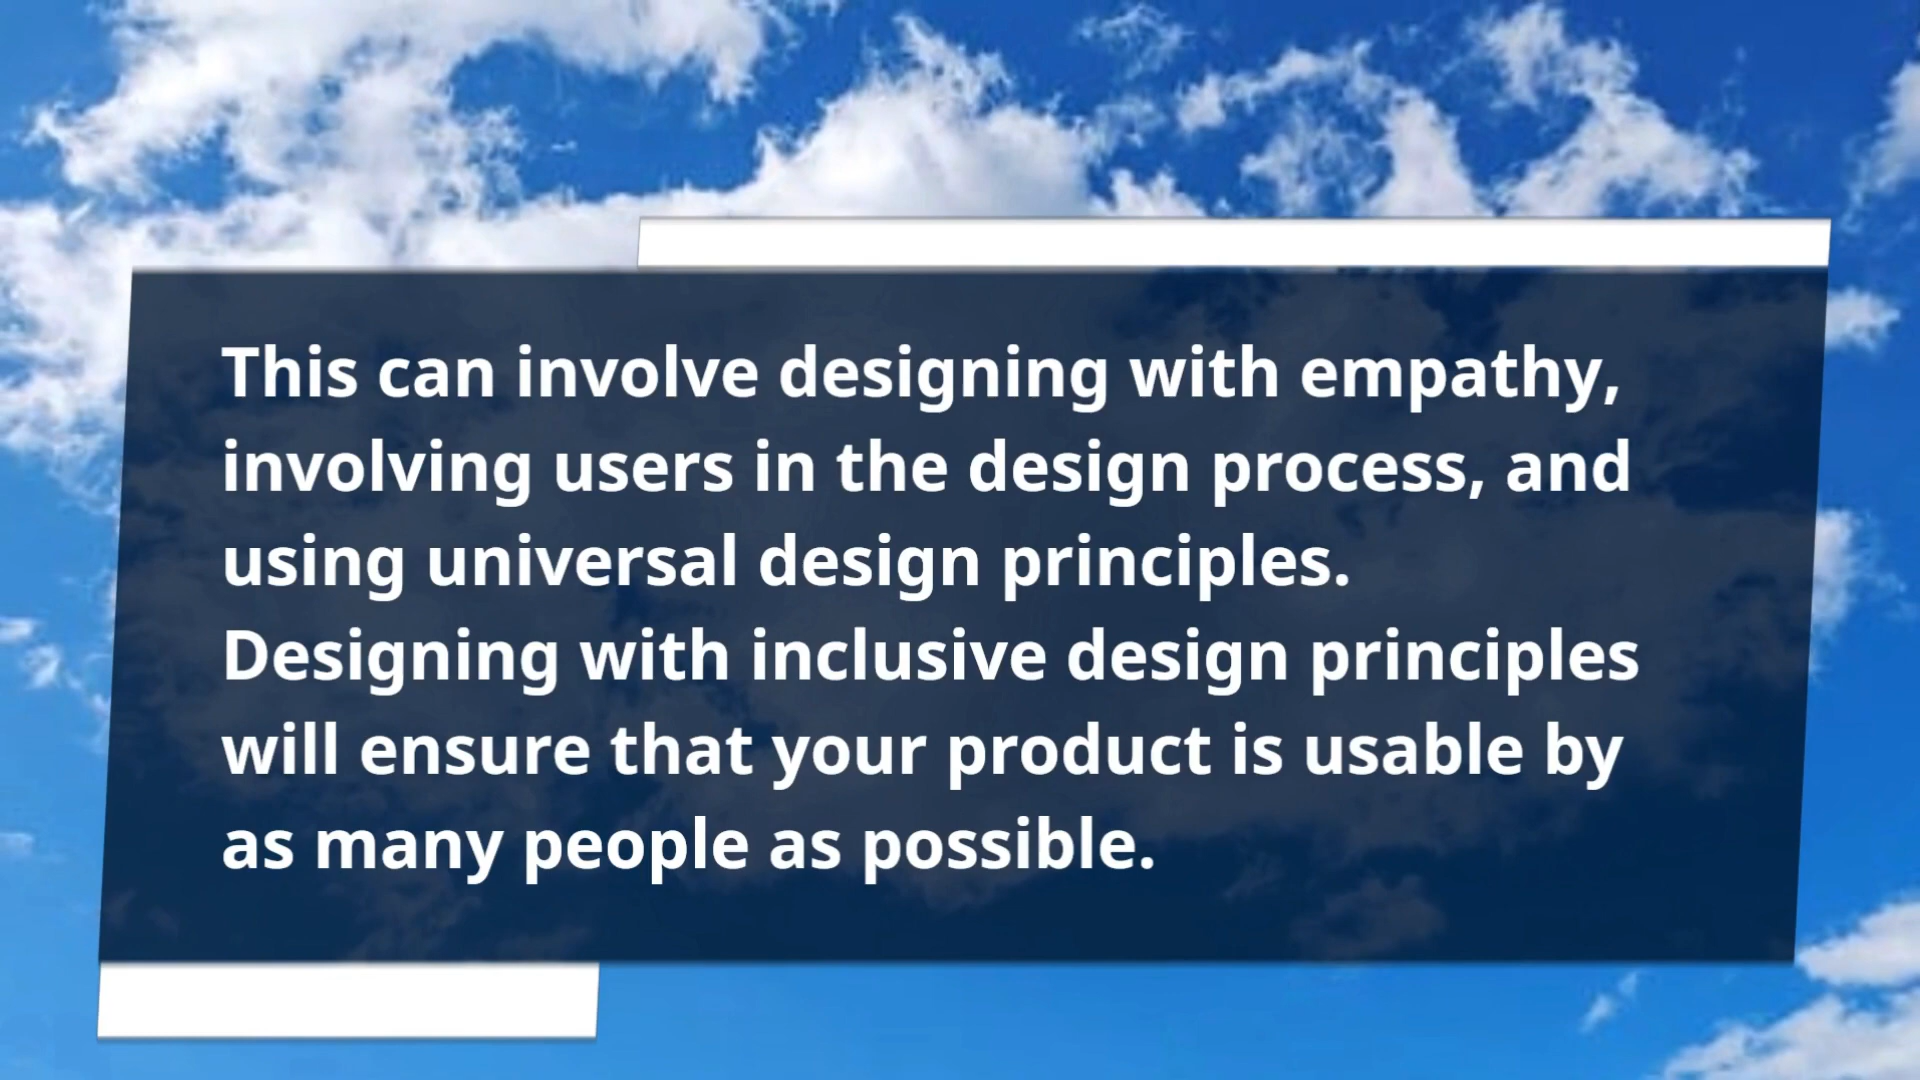 This can involve designing with empathy,
involving users in the design process, and
using universal design principles.
Designing with inclusive design principles
will ensure that your product is usable by
as many people as possible.